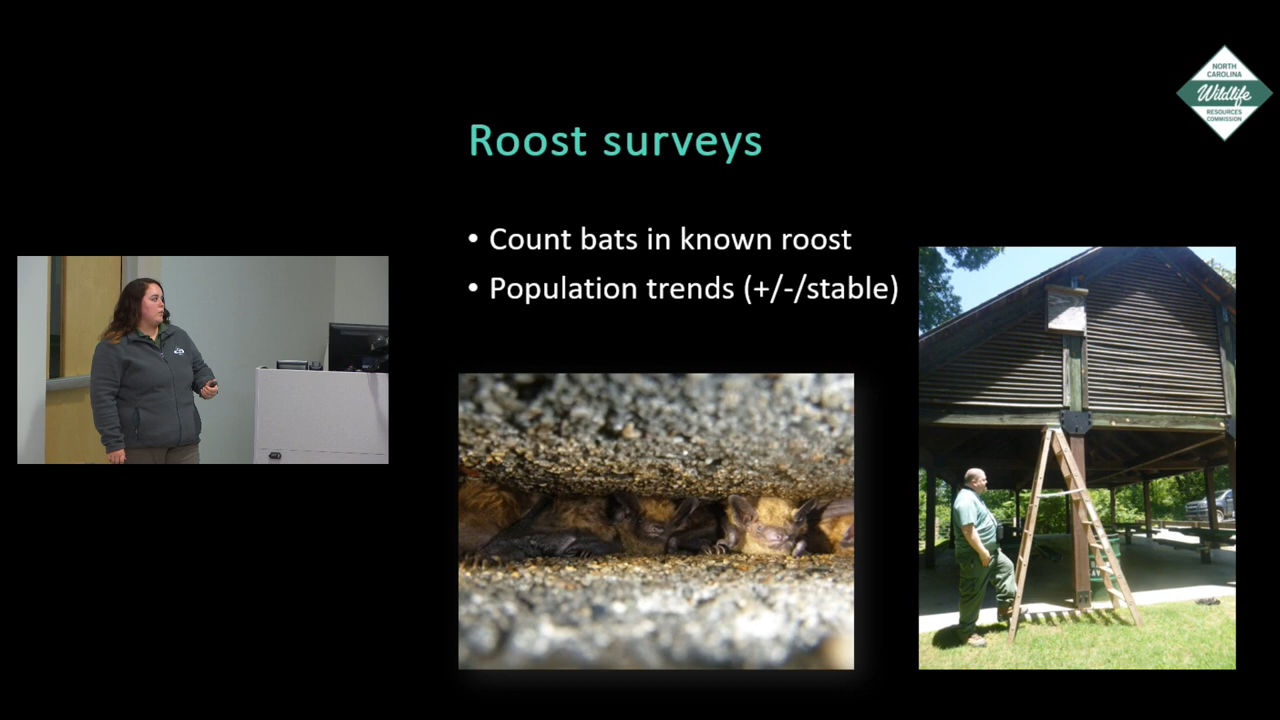 NORTH
CAROLINA
Wildlife
RESOURCES
COMMISSION
Roost surveys
• Count bats in known roost
• Population trends (+/-/stable)